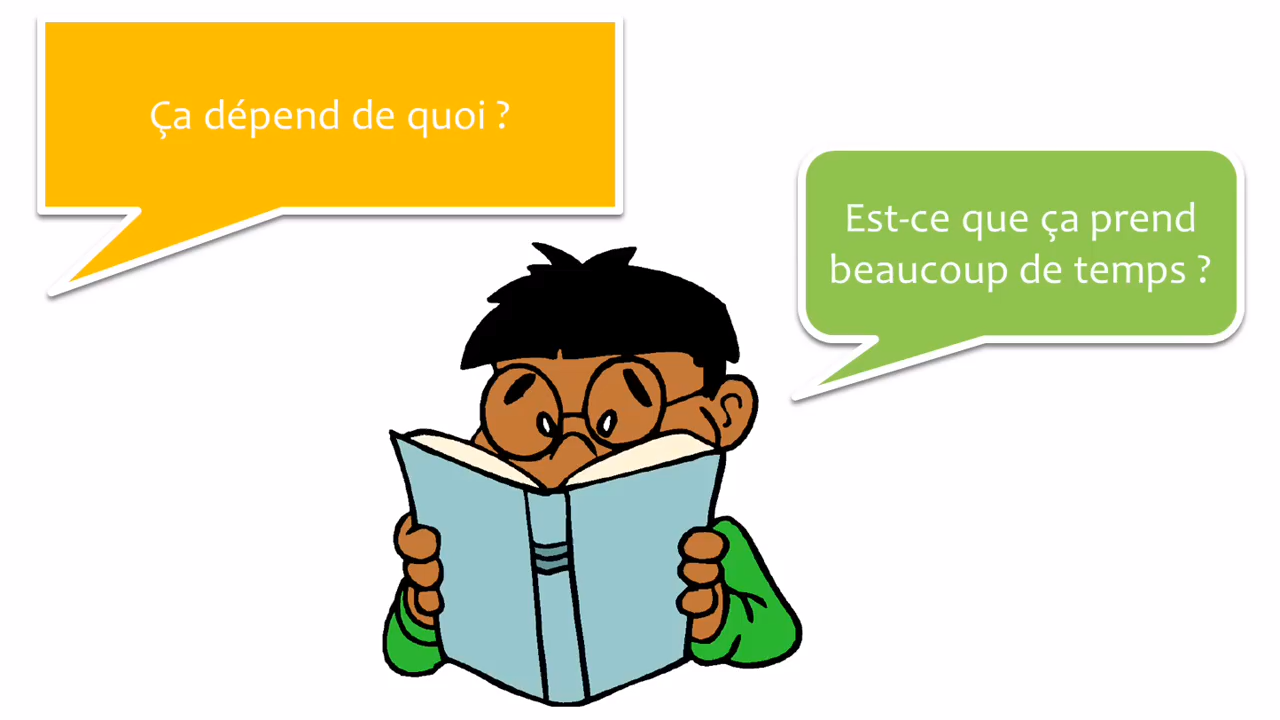 Ça dépend de quoi ?
Est-ce que ça prend
beaucoup de temps ?